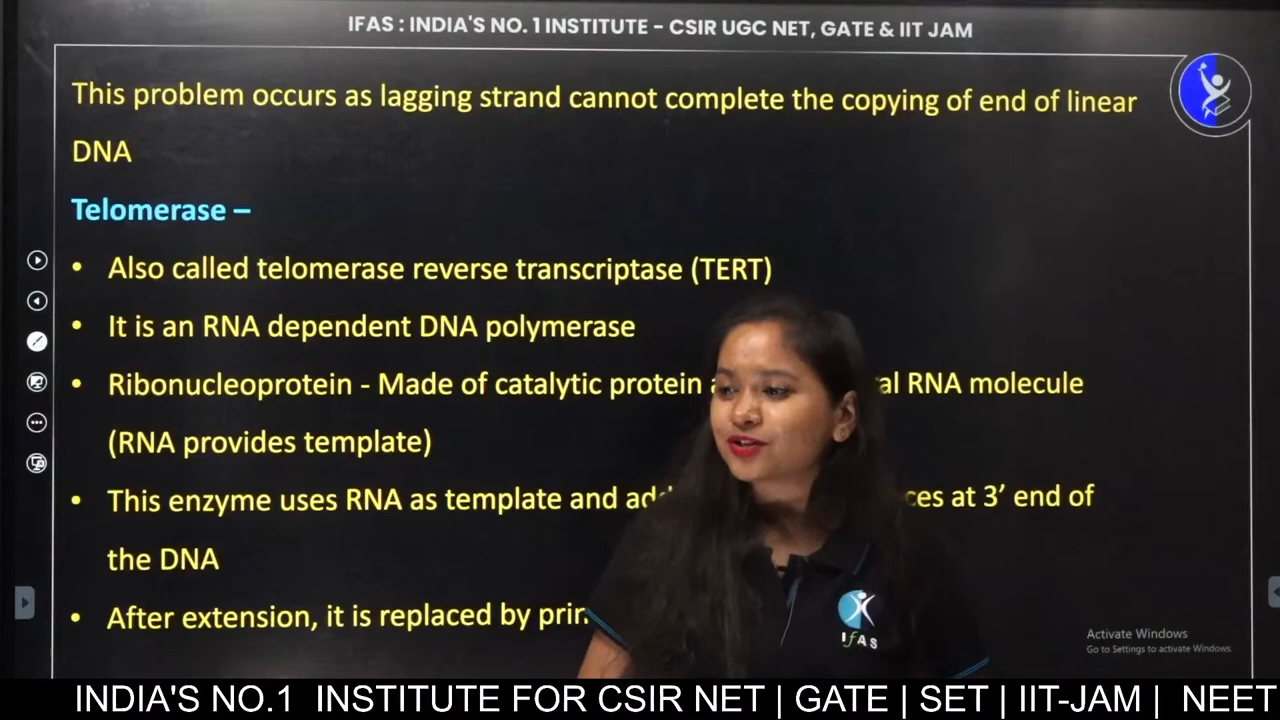 IFAS : INDIA'S NO. 1 INSTITUTE – CSIR UGC NET, GATE & IIT JAM
This problem occurs as lagging strand cannot complete the copying of end of linear
DNA
Telomerase –
• Also called telomerase reverse transcriptase (TERT)
• It is an RNA dependent DNA polymerase
• Ribonucleoprotein - Made of catalytic protein RNA molecule
(RNA provides template)
• This enzyme uses RNA as template and at 3’ end of
the DNA
• After extension, it is replaced by
IfAS
Activate Windows
Go to Settings to activate Windows.
INDIA'S NO.1 INSTITUTE FOR CSIR NET | GATE | SET | IIT-JAM | NEET